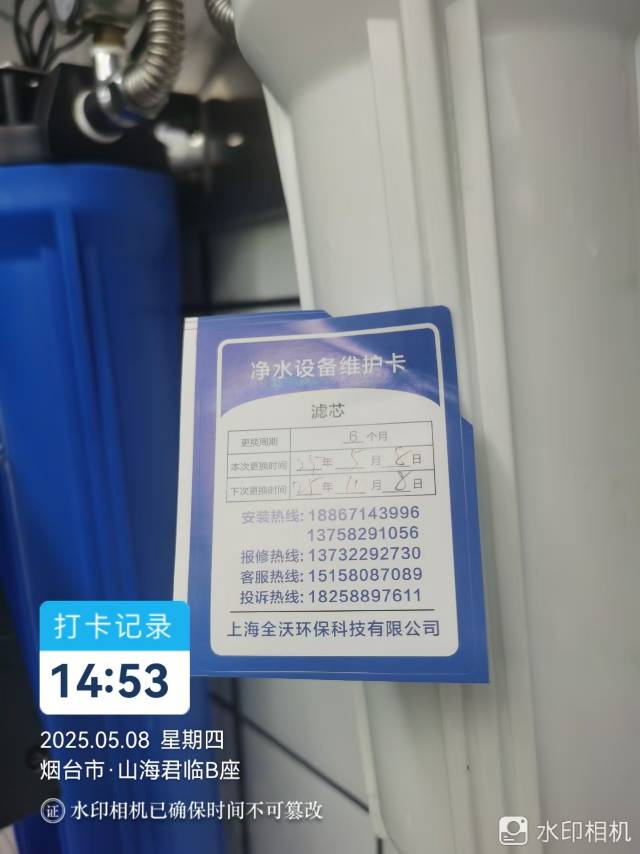 净水设备维护卡
滤芯
更换周期 6 个月
本次更换时间 25 年 5 月 8 日
下次更换时间 25 年 11 月 8 日
安装热线: 18867143996
13758291056
报修热线: 13732292730
客服热线: 15158087089
投诉热线: 18258897611
上海全沃环保科技有限公司
打卡记录
14:53
2025.05.08 星期四
烟台市·山海君临B座
证 水印相机已确保时间不可篡改
水印相机